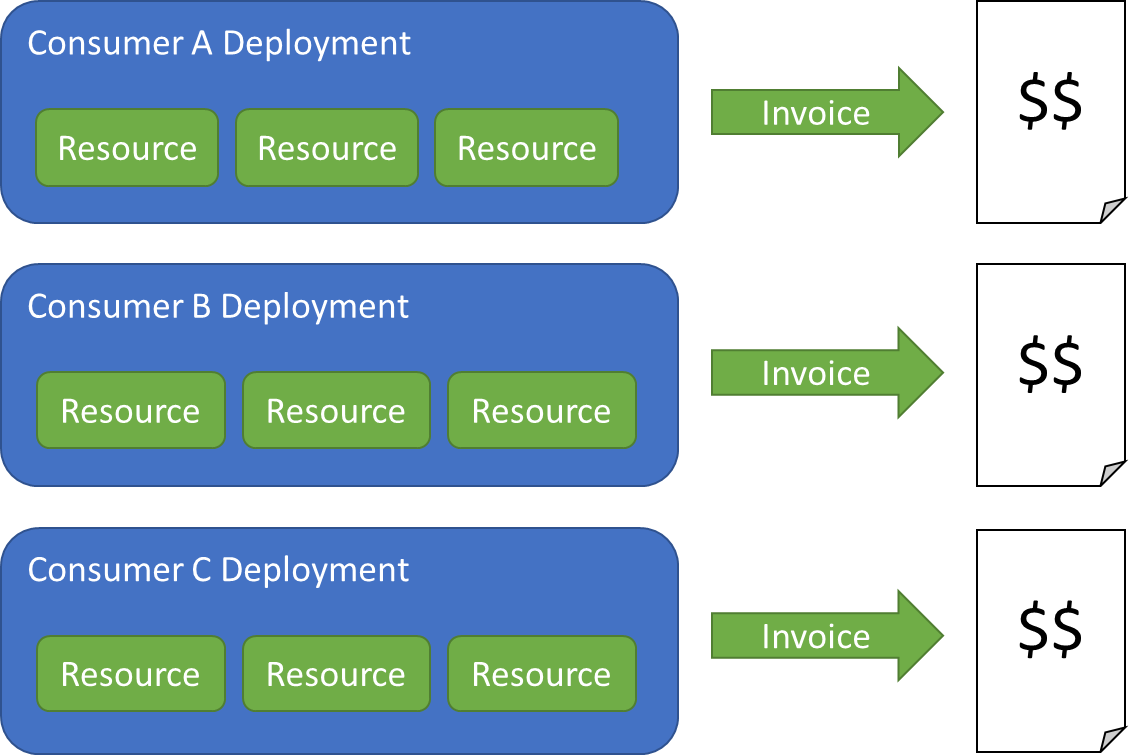 Consumer A Deployment
Resource Resource Resource
Invoice
$$
Consumer B Deployment
Resource Resource Resource
Invoice
$$
Consumer C Deployment
Resource Resource Resource
Invoice
$$